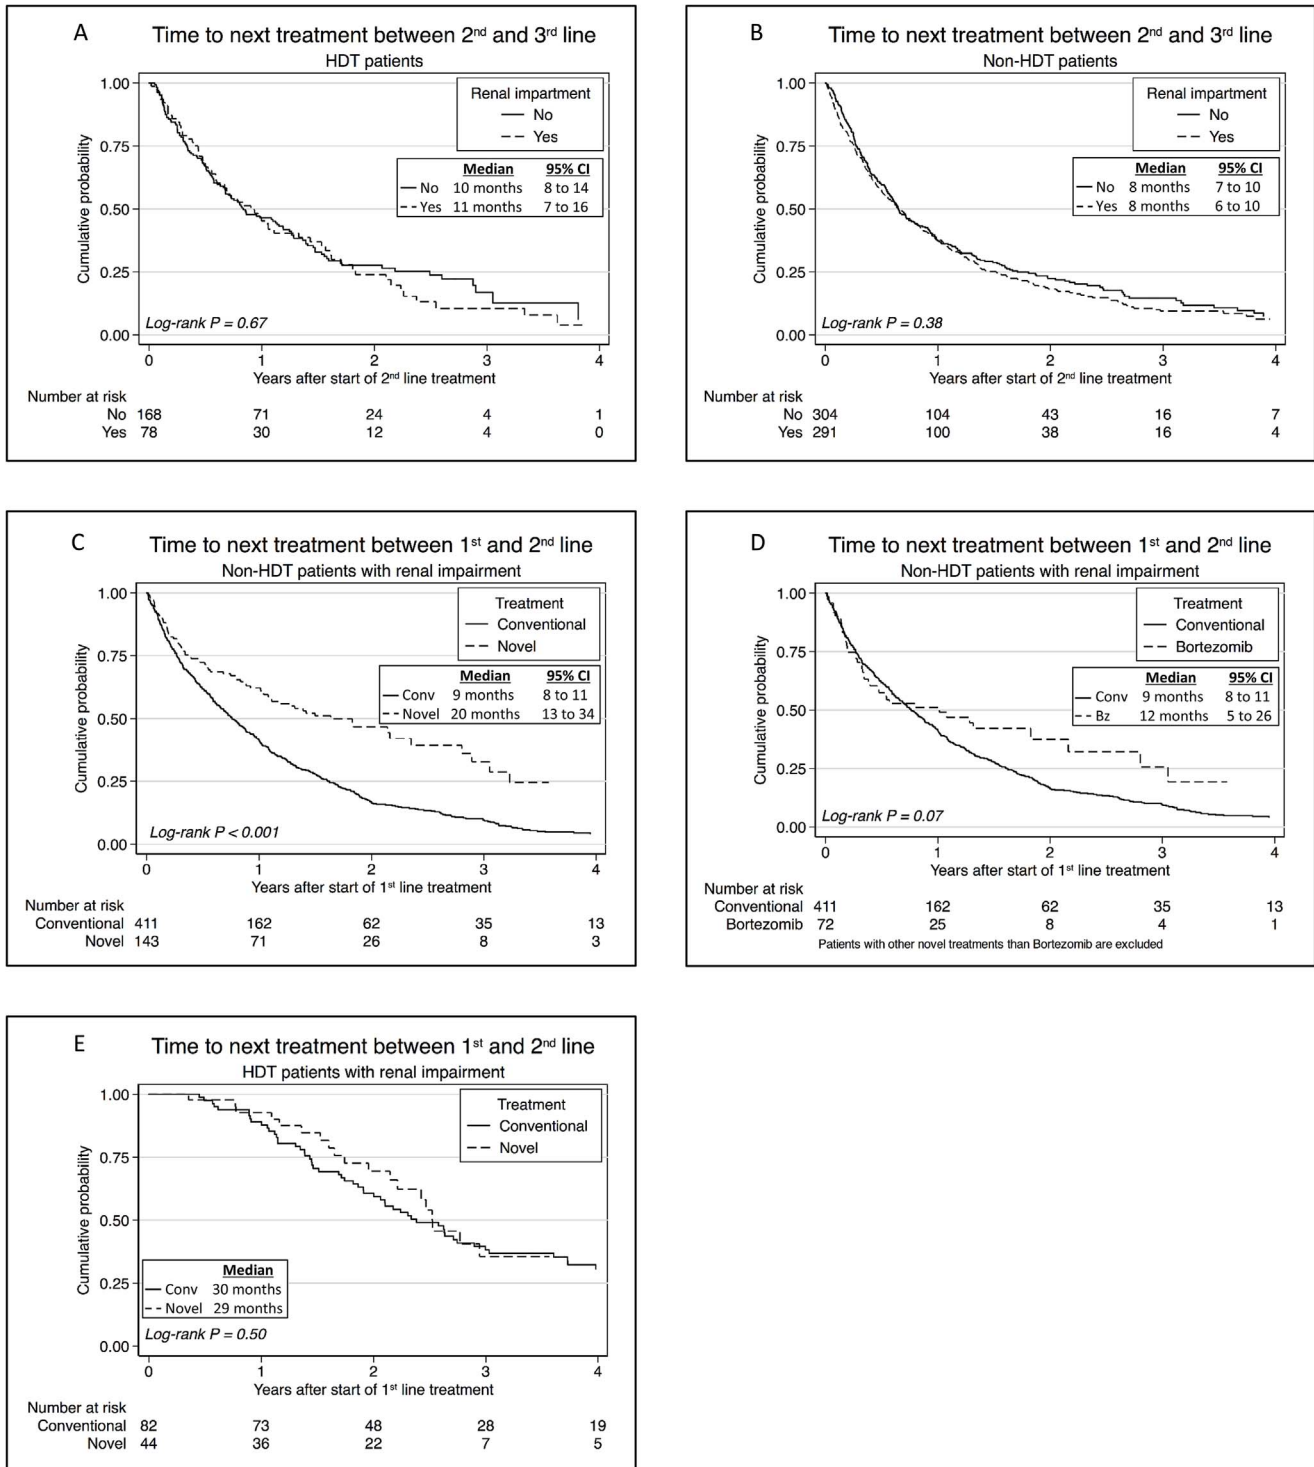 A Time to next treatment between 2nd and 3rd line
HDT patients
Cumulative probability
1.00
0.75
0.50
0.25
0.00
Renal impartment
No
Yes
Median 95% CI
No 10 months 8 to 14
Yes 11 months 7 to 16
Log-rank P = 0.67
0 1 2 3 4
Years after start of 2nd line treatment
Number at risk
No 168 71 24 4 1
Yes 78 30 12 4 0
B Time to next treatment between 2nd and 3rd line
Non-HDT patients
Cumulative probability
1.00
0.75
0.50
0.25
0.00
Renal impartment
No
Yes
Median 95% CI
No 8 months 7 to 10
Yes 8 months 6 to 10
Log-rank P = 0.38
0 1 2 3 4
Years after start of 2nd line treatment
Number at risk
No 304 104 43 16 7
Yes 291 100 38 16 4
C Time to next treatment between 1st and 2nd line
Non-HDT patients with renal impairment
Cumulative probability
1.00
0.75
0.50
0.25
0.00
Treatment
Conventional
Novel
Median 95% CI
Conv 9 months 8 to 11
Novel 20 months 13 to 34
Log-rank P < 0.001
0 1 2 3 4
Years after start of 1st line treatment
Number at risk
Conventional 411 162 62 35 13
Novel 143 71 26 8 3
D Time to next treatment between 1st and 2nd line
Non-HDT patients with renal impairment
Cumulative probability
1.00
0.75
0.50
0.25
0.00
Treatment
Conventional
Bortezomib
Median 95% CI
Conv 9 months 8 to 11
Bz 12 months 5 to 26
Log-rank P = 0.07
0 1 2 3 4
Years after start of 1st line treatment
Number at risk
Conventional 411 162 62 35 13
Bortezomib 72 25 8 4 1
Patients with other novel treatments than Bortezomib are excluded
E Time to next treatment between 1st and 2nd line
HDT patients with renal impairment
Cumulative probability
1.00
0.75
0.50
0.25
0.00
Treatment
Conventional
Novel
Median
Conv 30 months
Novel 29 months
Log-rank P = 0.50
0 1 2 3 4
Years after start of 1st line treatment
Number at risk
Conventional 82 73 48 28 19
Novel 44 36 22 7 5